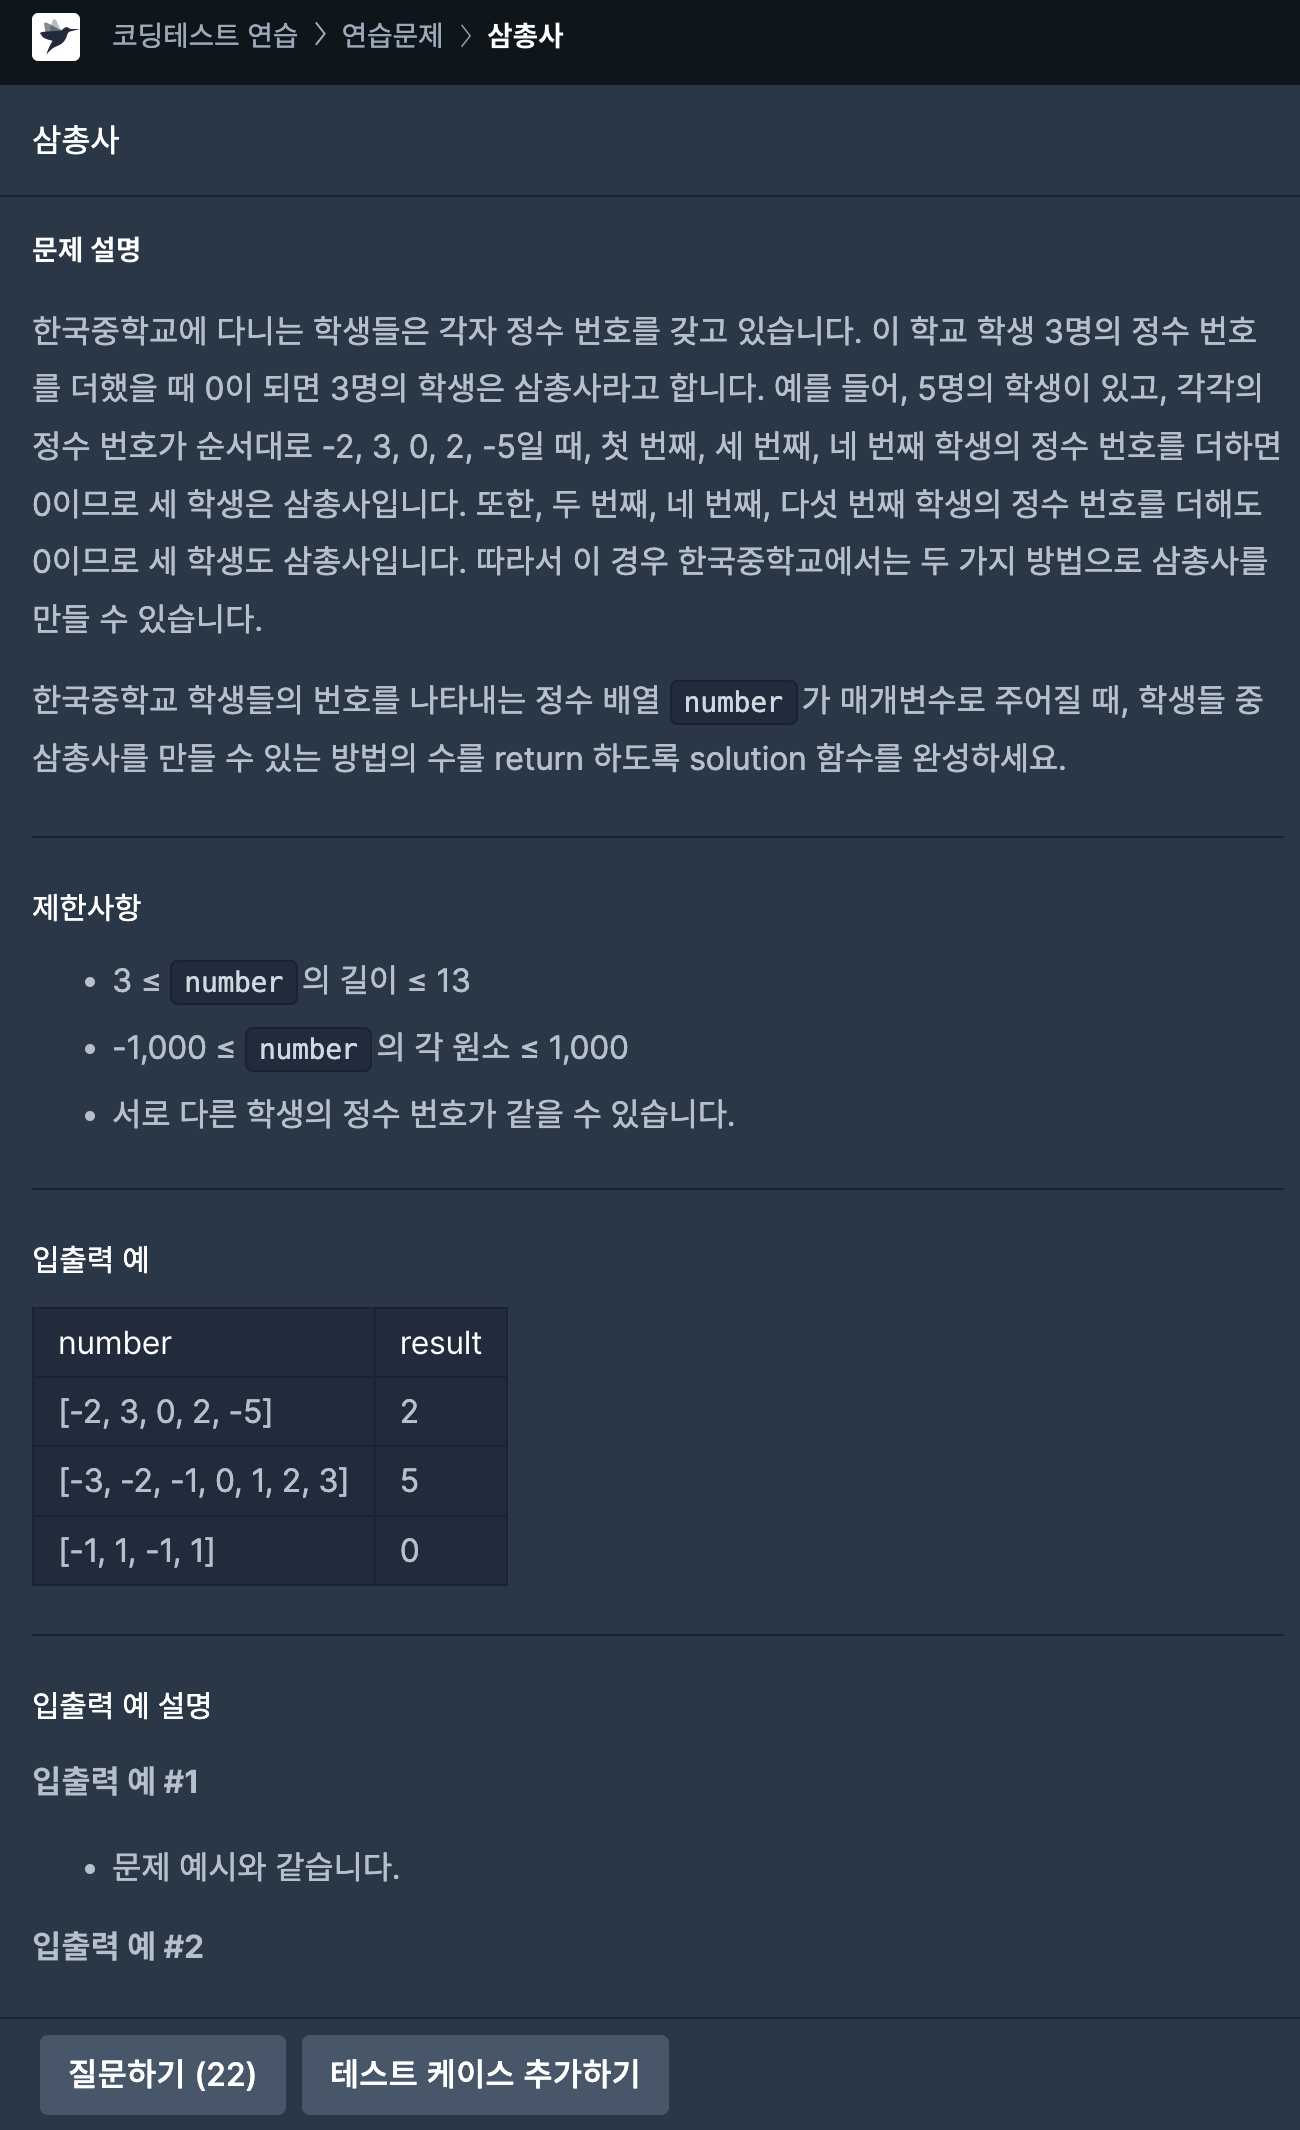 코딩테스트 연습 > 연습문제 > 삼총사
삼총사
문제 설명
한국중학교에 다니는 학생들은 각자 정수 번호를 갖고 있습니다. 이 학교 학생 3명의 정수 번호
를 더했을 때 0이 되면 3명의 학생은 삼총사라고 합니다. 예를 들어, 5명의 학생이 있고, 각각의
정수 번호가 순서대로 -2, 3, 0, 2, -5일 때, 첫 번째, 세 번째, 네 번째 학생의 정수 번호를 더하면
0이므로 세 학생은 삼총사입니다. 또한, 두 번째, 네 번째, 다섯 번째 학생의 정수 번호를 더해도
0이므로 세 학생도 삼총사입니다. 따라서 이 경우 한국중학교에서는 두 가지 방법으로 삼총사를
만들 수 있습니다.
한국중학교 학생들의 번호를 나타내는 정수 배열 number가 매개변수로 주어질 때, 학생들 중
삼총사를 만들 수 있는 방법의 수를 return 하도록 solution 함수를 완성하세요.
제한사항
• 3 ≤ number의 길이 ≤ 13
• -1,000 ≤ number의 각 원소 ≤ 1,000
• 서로 다른 학생의 정수 번호가 같을 수 있습니다.
입출력 예
number result
[-2, 3, 0, 2, -5] 2
[-3, -2, -1, 0, 1, 2, 3] 5
[-1, 1, -1, 1] 0
입출력 예 설명
입출력 예 #1
• 문제 예시와 같습니다.
입출력 예 #2
질문하기 (22) 테스트 케이스 추가하기